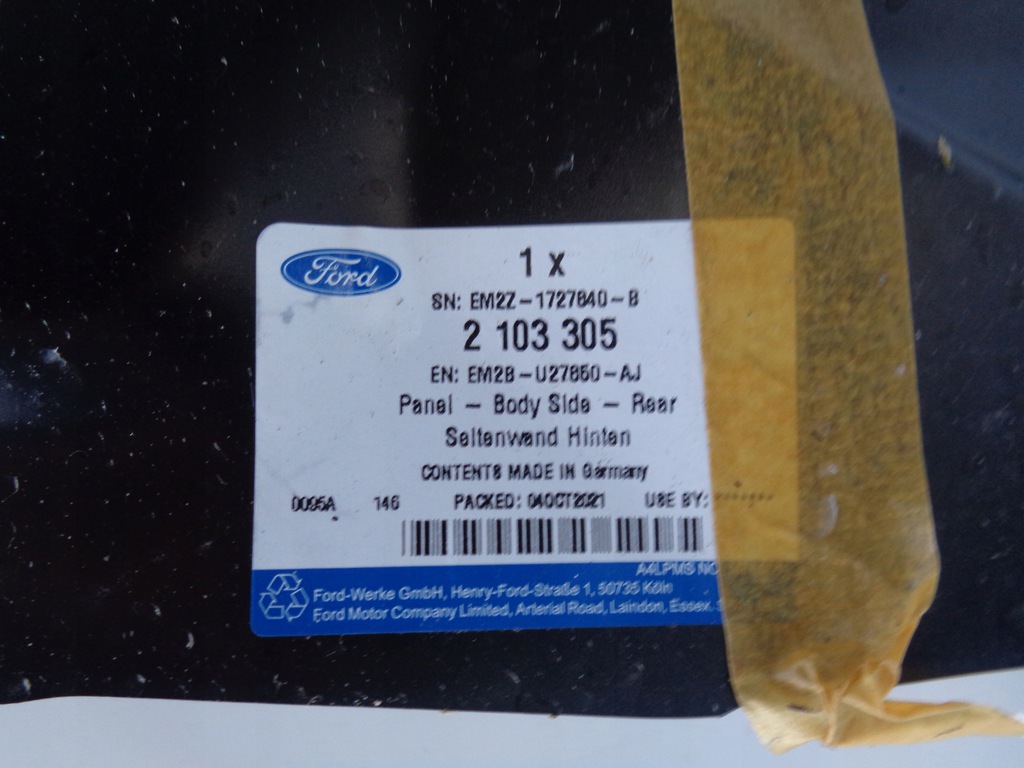 Ford
1 x
SN: EM2Z-1727840-B
2 103 305
EN: EM2B-U27850-AJ
Panel - Body Side - Rear
Seitenwand Hinten
CONTENTS MADE IN Germany
0095A 146 PACKED: 04OCT2021 USE BY: *******
A4LPMS NO
Ford-Werke GmbH, Henry-Ford-Straße 1, 50735 Köln
Ford Motor Company Limited, Arterial Road, Laindon, Essex.